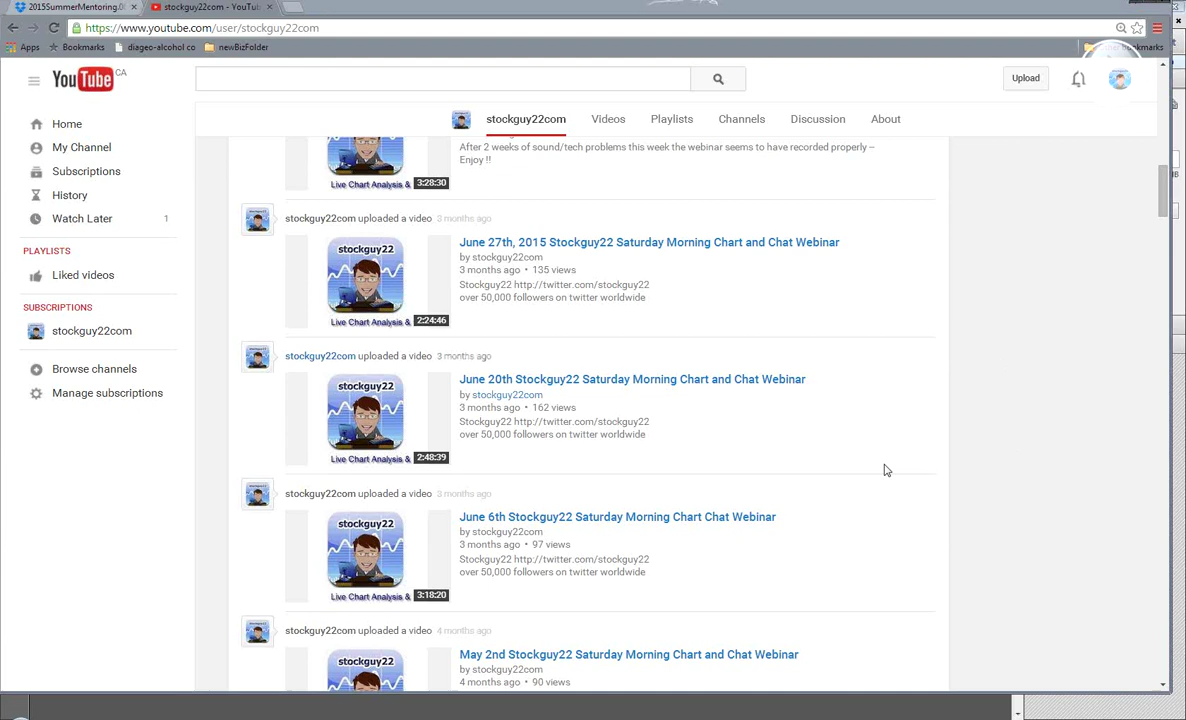 2015SummerMentoring.0
stockguy22com - YouTu
https://www.youtube.com/user/stockguy22com
Apps
Bookmarks
diageo-alcohol co
newBizFolder
bookmarks
YouTube CA
Upload
stockguy22com
Videos
Playlists
Channels
Discussion
About
Home
My Channel
Subscriptions
History
Watch Later 1
PLAYLISTS
Liked videos
SUBSCRIPTIONS
stockguy22com
Browse channels
Manage subscriptions
After 2 weeks of sound/tech problems this week the webinar seems to have recorded properly –
Enjoy !!
3:28:30
Live Chart Analysis &
stockguy22com uploaded a video 3 months ago
stockguy22
2:24:46
Live Chart Analysis &
June 27th, 2015 Stockguy22 Saturday Morning Chart and Chat Webinar
by stockguy22com
3 months ago • 135 views
Stockguy22 http://twitter.com/stockguy22
over 50,000 followers on twitter worldwide
stockguy22com uploaded a video 3 months ago
stockguy22
2:48:39
Live Chart Analysis &
June 20th Stockguy22 Saturday Morning Chart and Chat Webinar
by stockguy22com
3 months ago • 162 views
Stockguy22 http://twitter.com/stockguy22
over 50,000 followers on twitter worldwide
stockguy22com uploaded a video 3 months ago
stockguy22
3:18:20
Live Chart Analysis &
June 6th Stockguy22 Saturday Morning Chart Chat Webinar
by stockguy22com
3 months ago • 97 views
Stockguy22 http://twitter.com/stockguy22
over 50,000 followers on twitter worldwide
stockguy22com uploaded a video 4 months ago
stockguy22
May 2nd Stockguy22 Saturday Morning Chart and Chat Webinar
by stockguy22com
4 months ago • 90 views